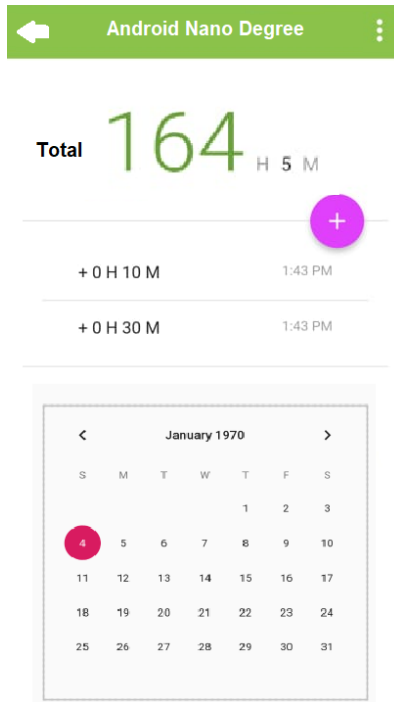 Android Nano Degree
Total 164 H 5 M
+
+ 0 H 10 M 1:43 PM
+ 0 H 30 M 1:43 PM
< January 1970 >
S M T W T F S
1 2 3
4 5 6 7 8 9 10
11 12 13 14 15 16 17
18 19 20 21 22 23 24
25 26 27 28 29 30 31